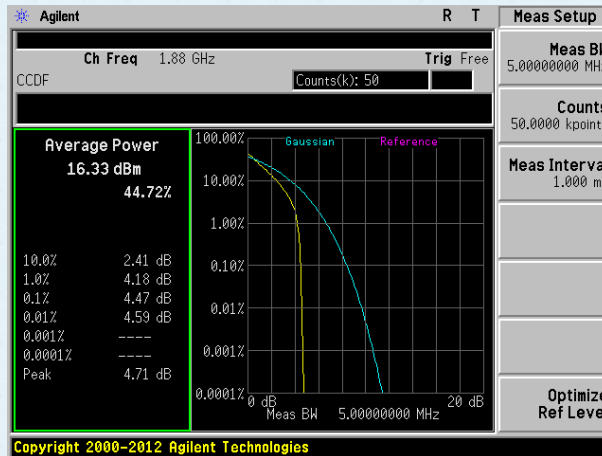 Agilent R T Meas Setup
Ch Freq 1.88 GHz Trig Free
CCDF Counts(k): 50
Meas B
5.00000000 MH
Counts
50.0000 kpoint
Meas Interva
1.000 m
Optimize
Ref Leve
Average Power
16.33 dBm
44.72%
10.0% 2.41 dB
1.0% 4.18 dB
0.1% 4.47 dB
0.01% 4.59 dB
0.001% ----
0.0001% ----
Peak 4.71 dB
Gaussian Reference
100.00%
10.00%
1.00%
0.10%
0.01%
0.001%
0.0001%
0 dB 20 dB
Meas BW 5.00000000 MHz
Copyright 2000-2012 Agilent Technologies